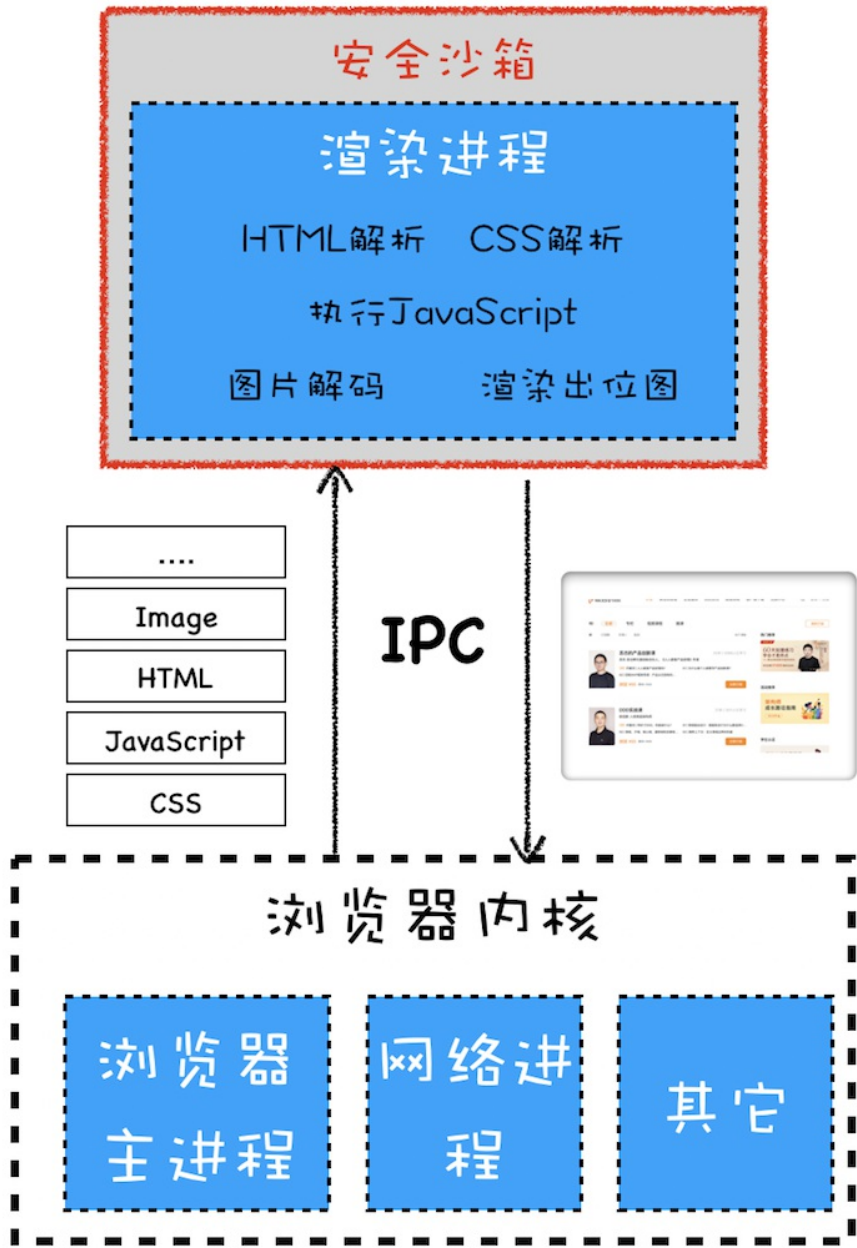 安全沙箱
渲染进程
HTML解析 CSS解析
执行JavaScript
图片解码 渲染出位图
....
Image
HTML
JavaScript
CSS
IPC
浏览器内核
浏览器
主进程
网络进
程
其它